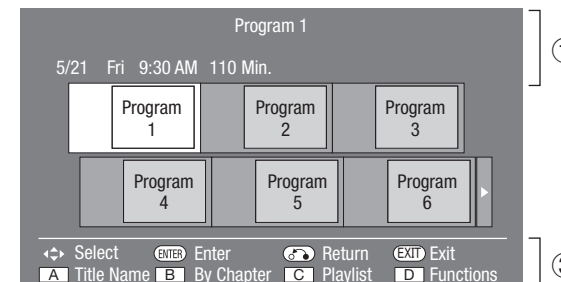 Program 1
5/21 Fri 9:30 AM 110 Min.
Program 1
Program 2
Program 3
Program 4
Program 5
Program 6
Select ENTER Enter Return EXIT Exit
A Title Name B By Chapter C Playlist D Functions